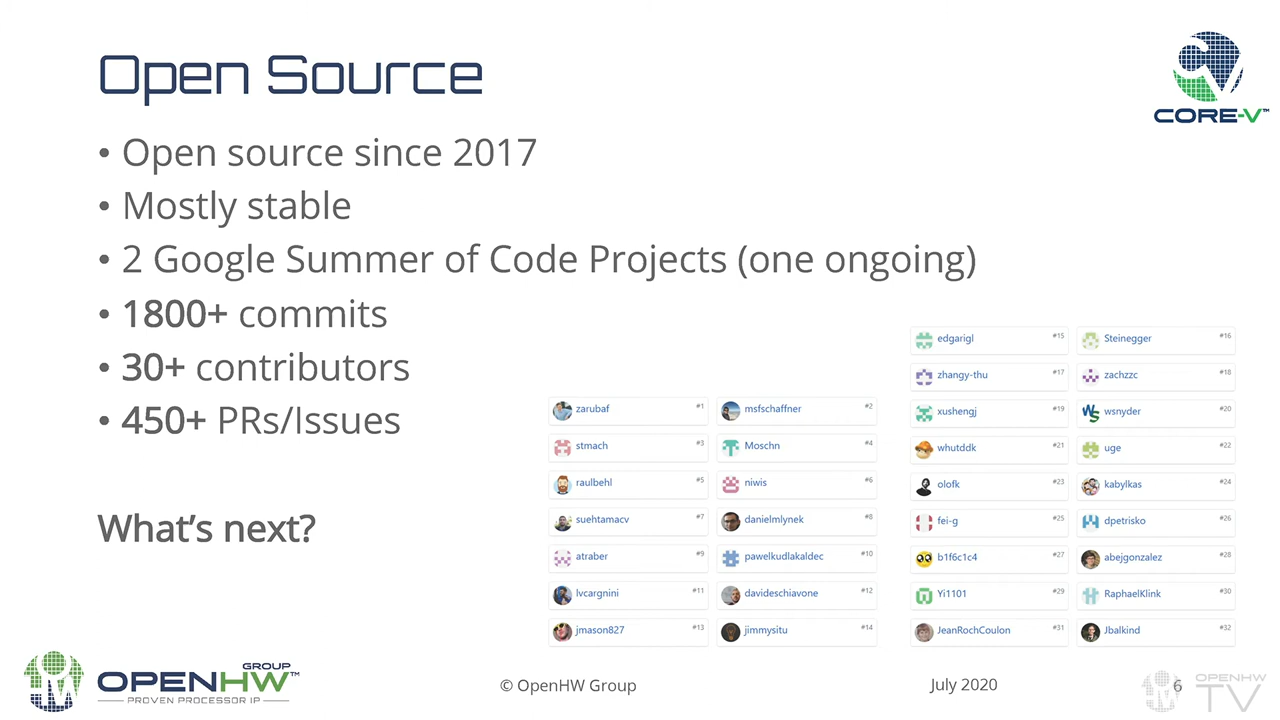 Open Source
CORE-V™
• Open source since 2017
• Mostly stable
• 2 Google Summer of Code Projects (one ongoing)
• 1800+ commits
• 30+ contributors
• 450+ PRs/Issues
What's next?
zarubaf #1
msfschaffner #2
stmach #3
Moschn #4
raulbehl #5
niwis #6
suehtamacv #7
danielmlynek #8
atraber #9
pawelkudlakaldec #10
lvcargnini #11
davideschiavone #12
jmason827 #13
jimmysitu #14
edgarigl #15
Steinegger #16
zhangy-thu #17
zachzzc #18
xushengj #19
wsnyder #20
whutddk #21
uge #22
olofk #23
kabylkas #24
fei-g #25
dpetrisko #26
b1f6c1c4 #27
abejgonzalez #28
Yi1101 #29
RaphaelKlink #30
JeanRochCoulon #31
Jbalkind #32
GROUP
OPENHW™
PROVEN PROCESSOR IP
© OpenHW Group
July 2020
6
OPENHW
TV